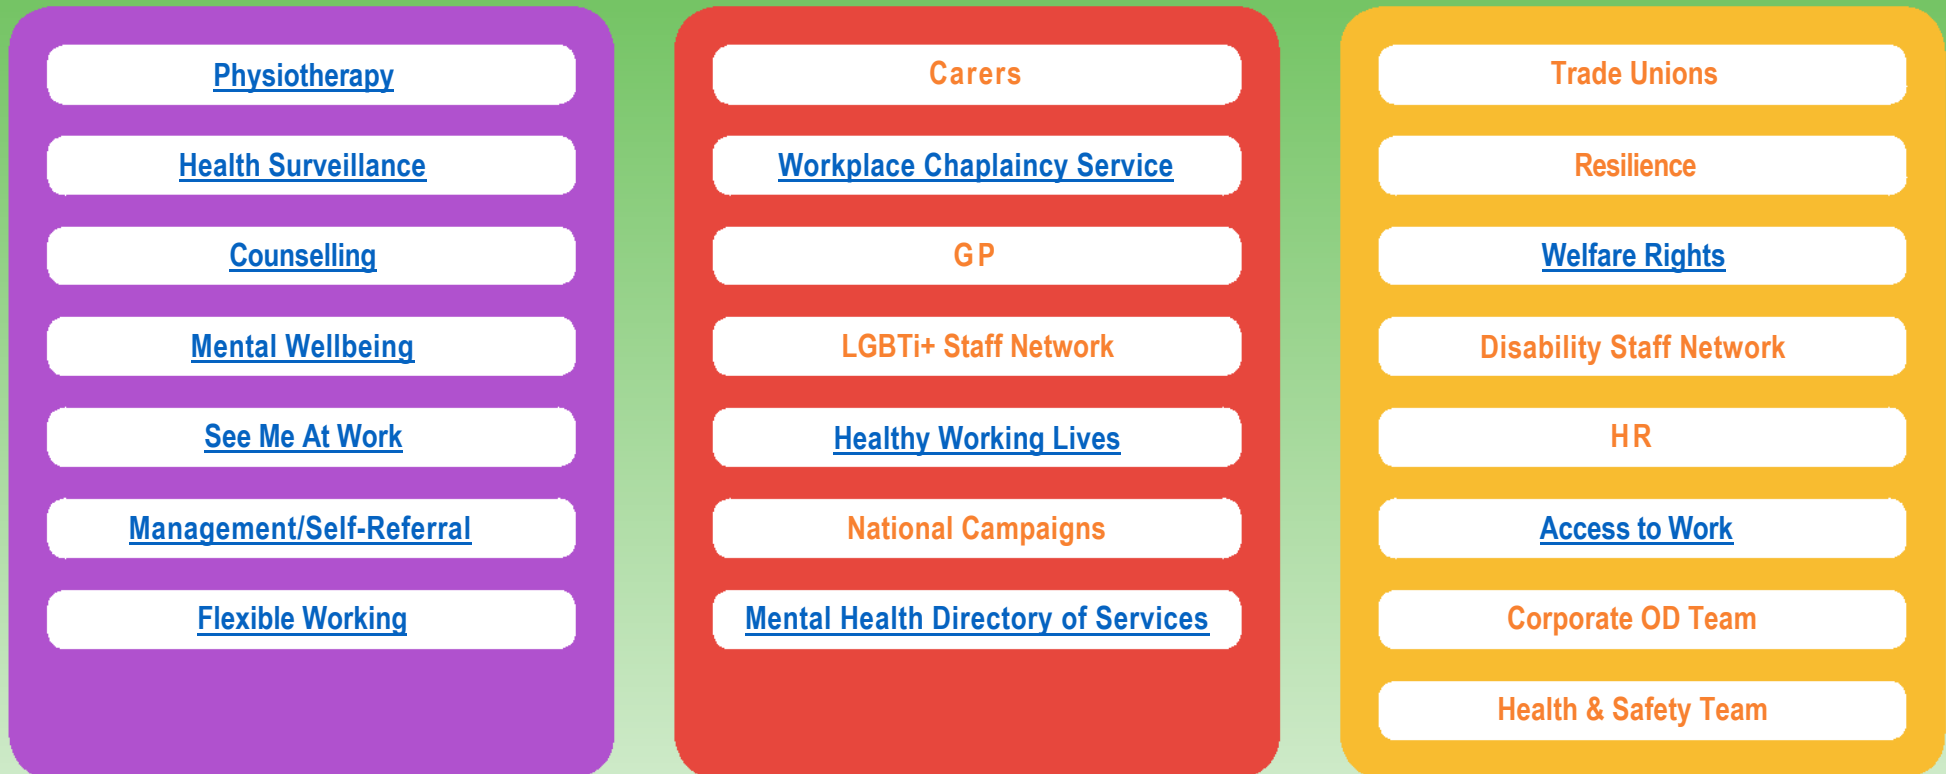 Physiotherapy
Health Surveillance
Counselling
Mental Wellbeing
See Me At Work
Management/Self-Referral
Flexible Working
Carers
Workplace Chaplaincy Service
GP
LGBTi+ Staff Network
Healthy Working Lives
National Campaigns
Mental Health Directory of Services
Trade Unions
Resilience
Welfare Rights
Disability Staff Network
HR
Access to Work
Corporate OD Team
Health & Safety Team